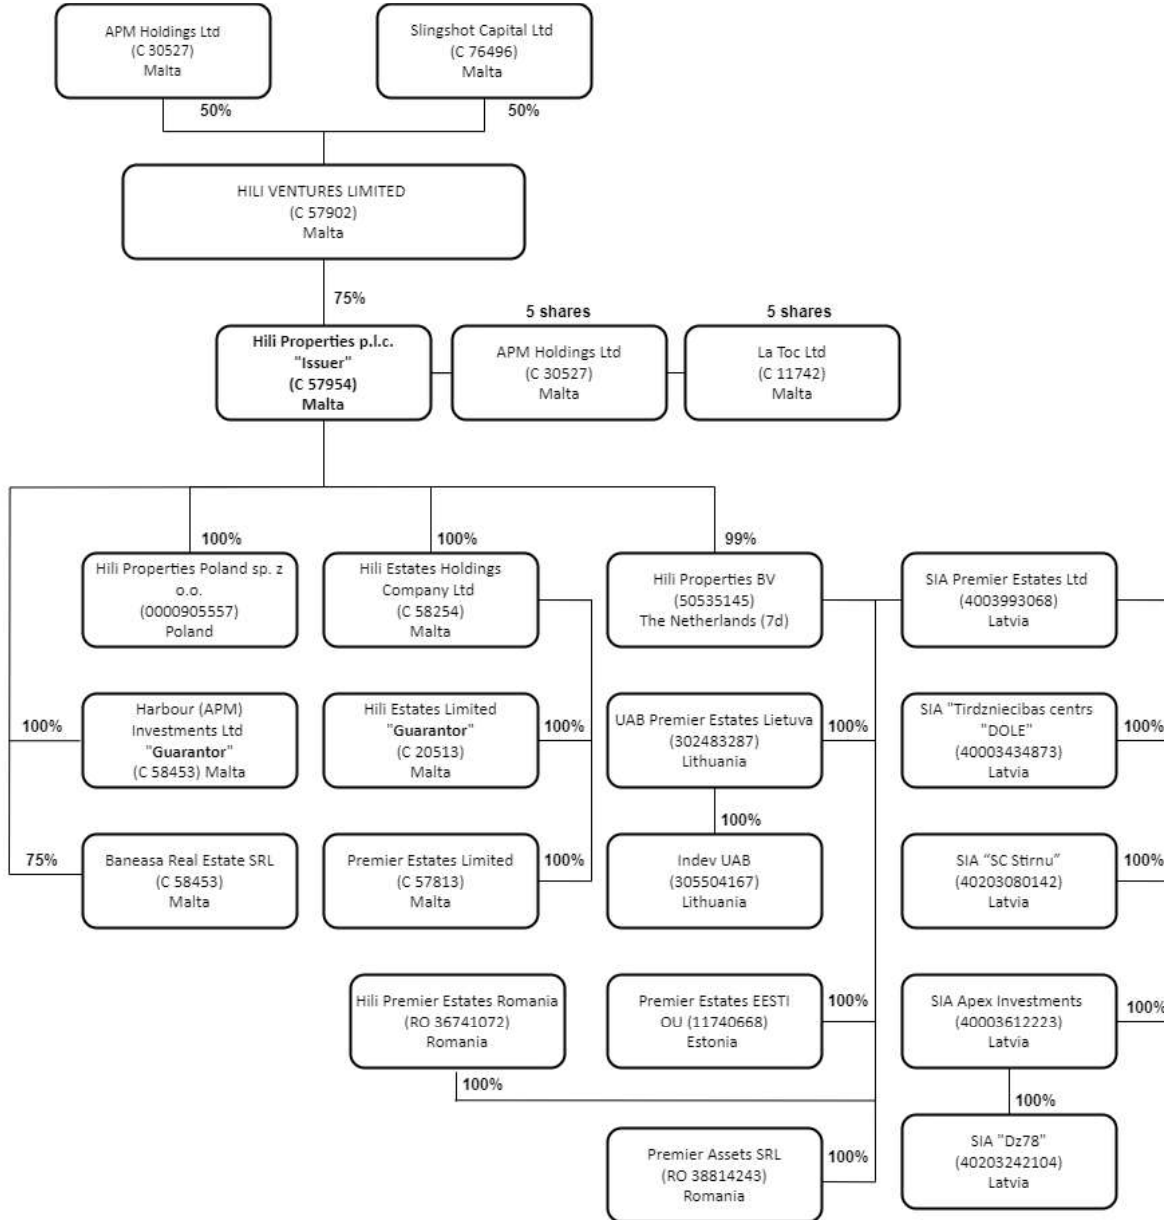 APM Holdings Ltd
(C 30527)
Malta
Slingshot Capital Ltd
(C 76496)
Malta
50%
50%
HILI VENTURES LIMITED
(C 57902)
Malta
75%
5 shares
5 shares
Hili Properties p.l.c.
"Issuer"
(C 57954)
Malta
APM Holdings Ltd
(C 30527)
Malta
La Toc Ltd
(C 11742)
Malta
100%
100%
99%
Hili Properties Poland sp. z
o.o.
(0000905557)
Poland
Hili Estates Holdings
Company Ltd
(C 58254)
Malta
Hili Properties BV
(50535145)
The Netherlands (7d)
SIA Premier Estates Ltd
(4003993068)
Latvia
100%
Harbour (APM)
Investments Ltd
"Guarantor"
(C 58453) Malta
Hili Estates Limited
"Guarantor"
(C 20513)
Malta
100%
UAB Premier Estates Lietuva
(302483287)
Lithuania
100%
SIA "Tirdzniecibas centrs
"DOLE"
(40003434873)
Latvia
100%
100%
75%
Baneasa Real Estate SRL
(C 58453)
Malta
Premier Estates Limited
(C 57813)
Malta
100%
Indev UAB
(305504167)
Lithuania
SIA “SC Stirnu”
(40203080142)
Latvia
100%
Hili Premier Estates Romania
(RO 36741072)
Romania
100%
Premier Estates EESTI
OU (11740668)
Estonia
100%
SIA Apex Investments
(40003612223)
Latvia
100%
100%
Premier Assets SRL
(RO 38814243)
Romania
100%
SIA "Dz78"
(40203242104)
Latvia